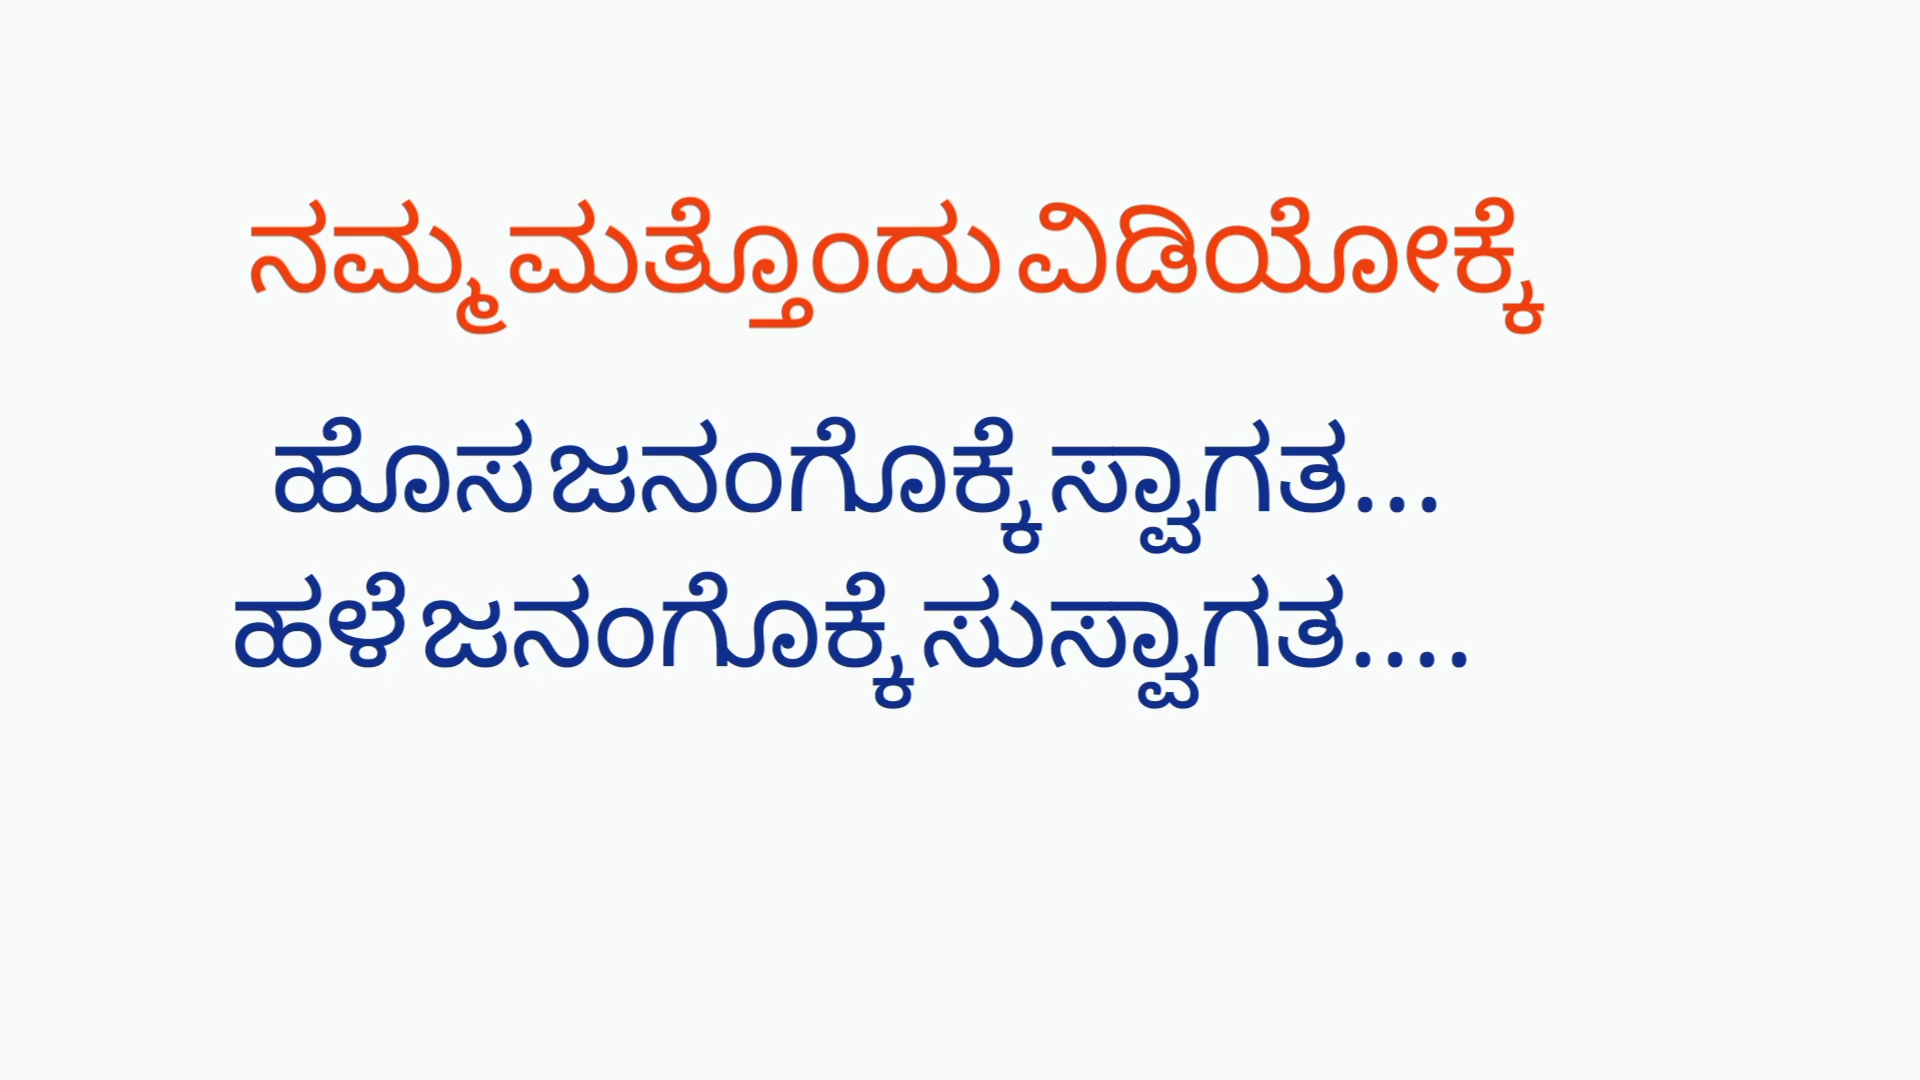 ನಮ್ಮ ಮತ್ತೊಂದು ವಿಡಿಯೋಕ್ಕೆ
ಹೊಸ ಜನಂಗೊಕ್ಕೆ ಸ್ವಾಗತ...
ಹಳೆ ಜನಂಗೊಕ್ಕೆ ಸುಸ್ವಾಗತ....